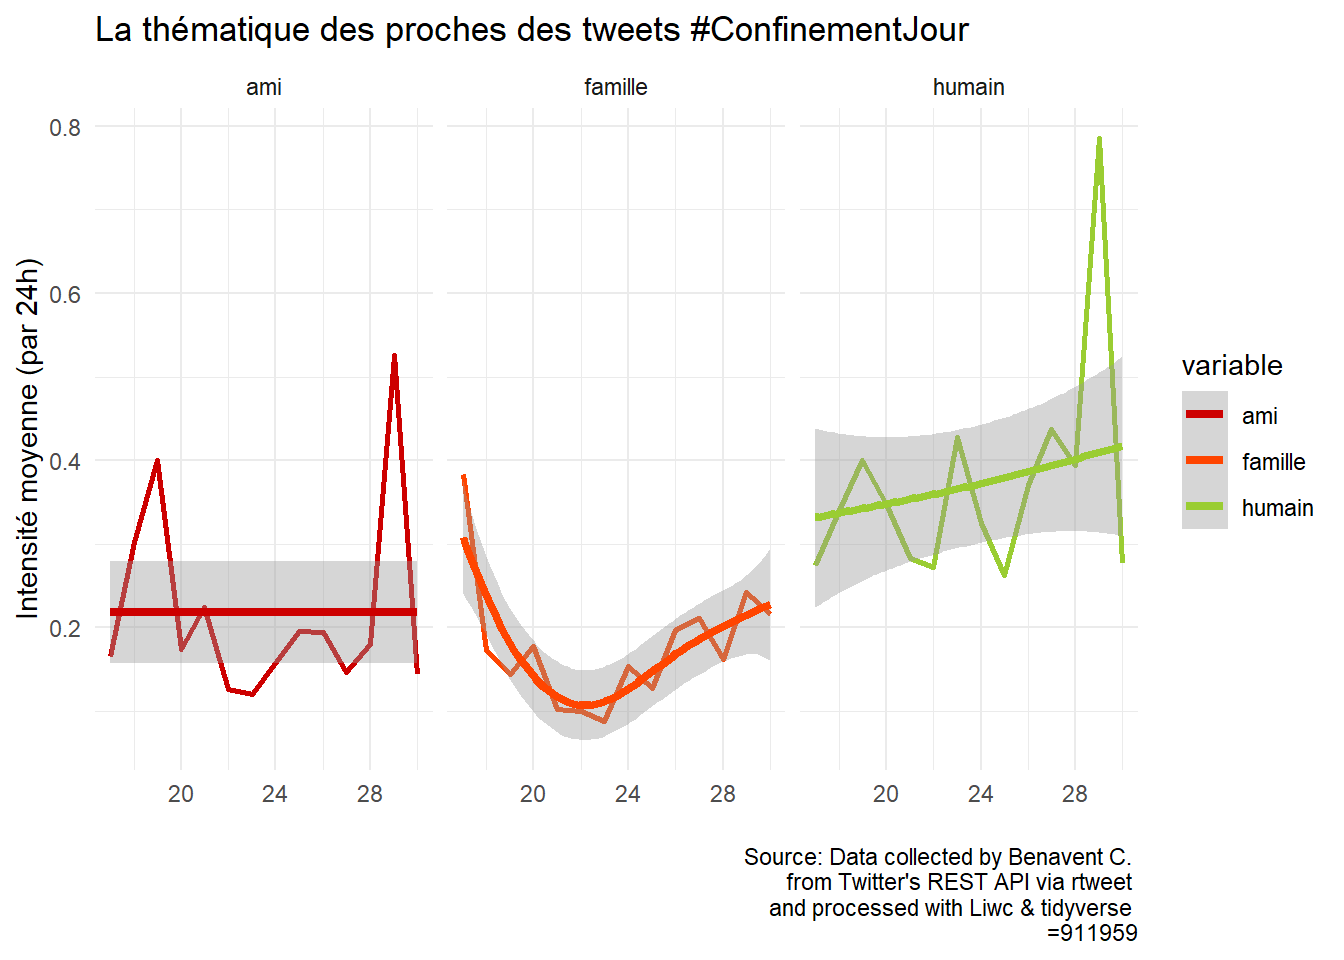 La thématique des proches des tweets #ConfinementJour
ami famille humain
0.8
0.6
0.4
0.2
Intensité moyenne (par 24h)
20 24 28 20 24 28 20 24 28
variable
ami
famille
humain
Source: Data collected by Benavent C.
from Twitter's REST API via rtweet
and processed with Liwc & tidyverse
=911959